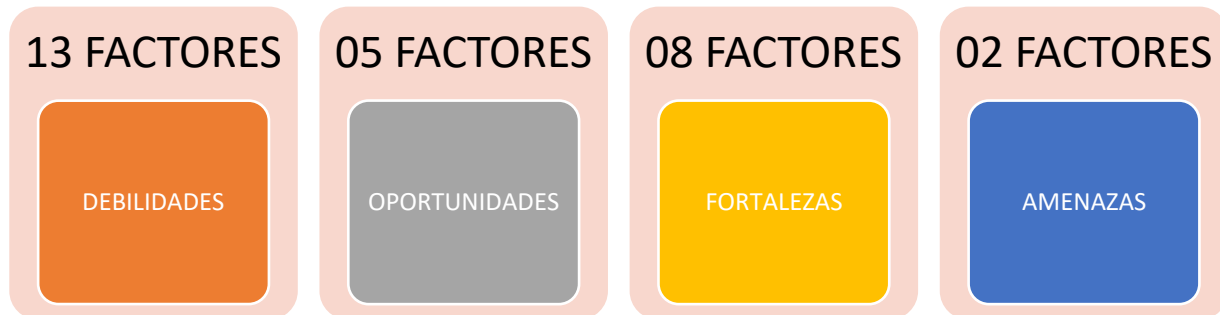 13 FACTORES
DEBILIDADES
05 FACTORES
OPORTUNIDADES
08 FACTORES
FORTALEZAS
02 FACTORES
AMENAZAS